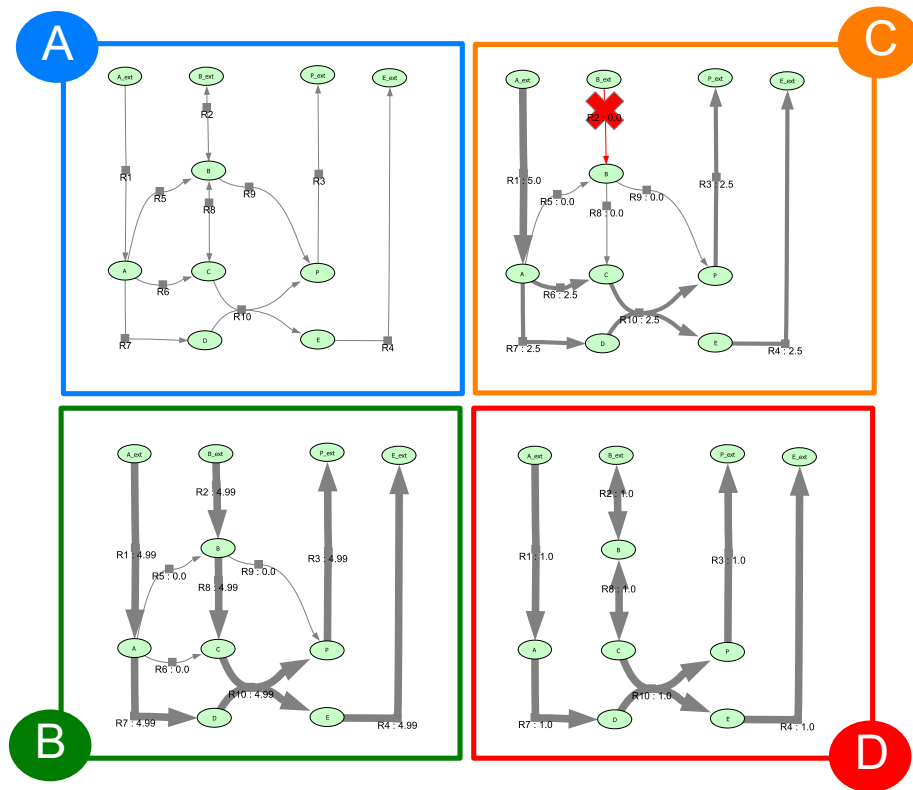 A
A_ext
B_ext
P_ext
E_ext
R2
B
R1
R5
R9
R3
R8
A
C
P
R6
R10
R7
D
E
R4
C
A_ext
B_ext
P_ext
E_ext
R2 : 0.0
B
R1 : 5.0
R5 : 0.0
R9 : 0.0
R3 : 2.5
R8 : 0.0
A
C
P
R6 : 2.5
R10 : 2.5
R7 : 2.5
D
E
R4 : 2.5
B
A_ext
B_ext
P_ext
E_ext
R2 : 4.99
B
R1 : 4.99
R5 : 0.0
R9 : 0.0
R3 : 4.99
R8 : 4.99
A
C
P
R6 : 0.0
R10 : 4.99
R7 : 4.99
D
E
R4 : 4.99
D
A_ext
B_ext
P_ext
E_ext
R2 : 1.0
B
R1 : 1.0
R3 : 1.0
R8 : 1.0
A
C
P
R10 : 1.0
R7 : 1.0
D
E
R4 : 1.0